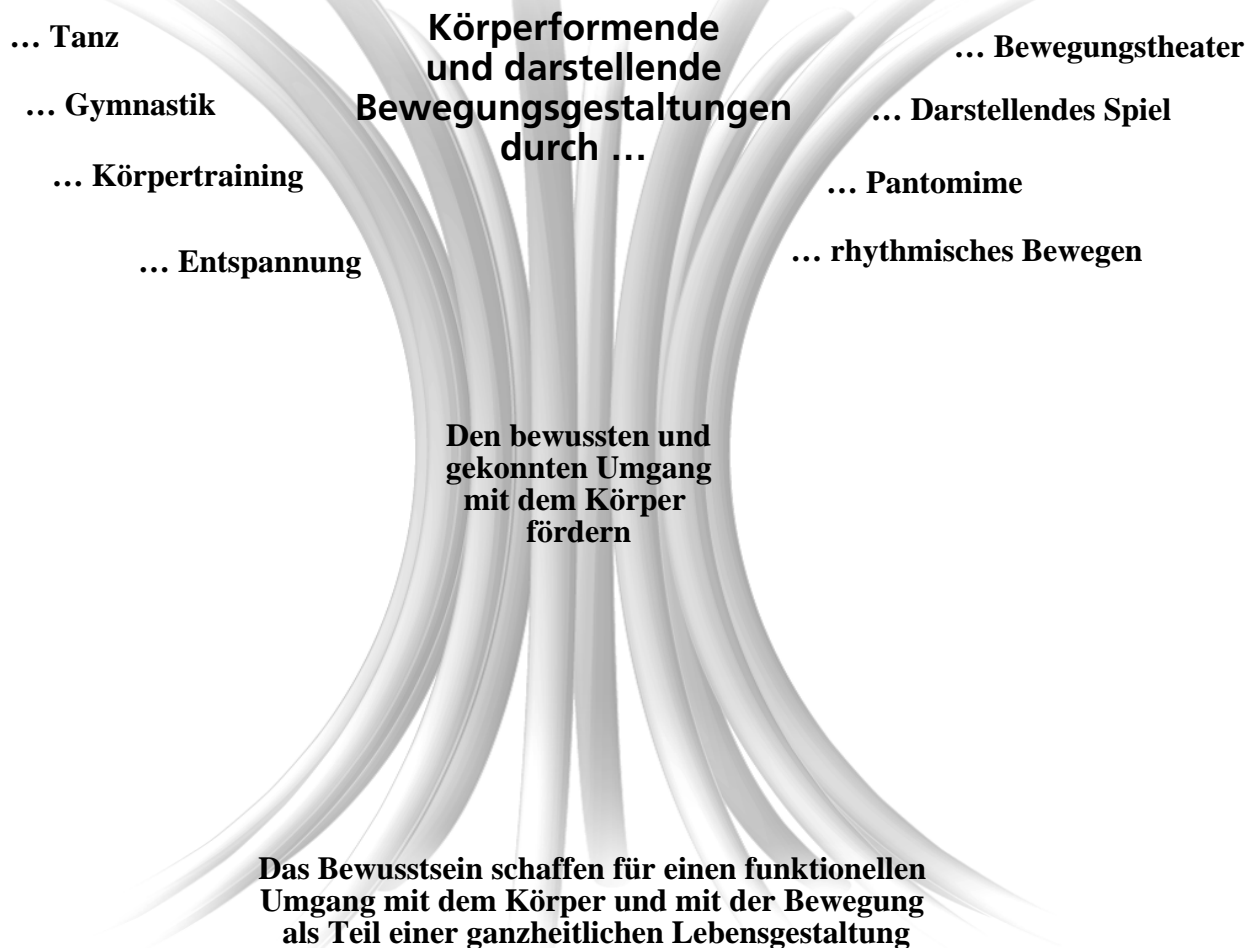 Körperformende
und darstellende
Bewegungsgestaltungen
durch …
… Tanz
… Gymnastik
… Körpertraining
… Entspannung
… Bewegungstheater
… Darstellendes Spiel
… Pantomime
… rhythmisches Bewegen
Den bewussten und
gekonnten Umgang
mit dem Körper
fördern
Das Bewusstsein schaffen für einen funktionellen
Umgang mit dem Körper und mit der Bewegung
als Teil einer ganzheitlichen Lebensgestaltung